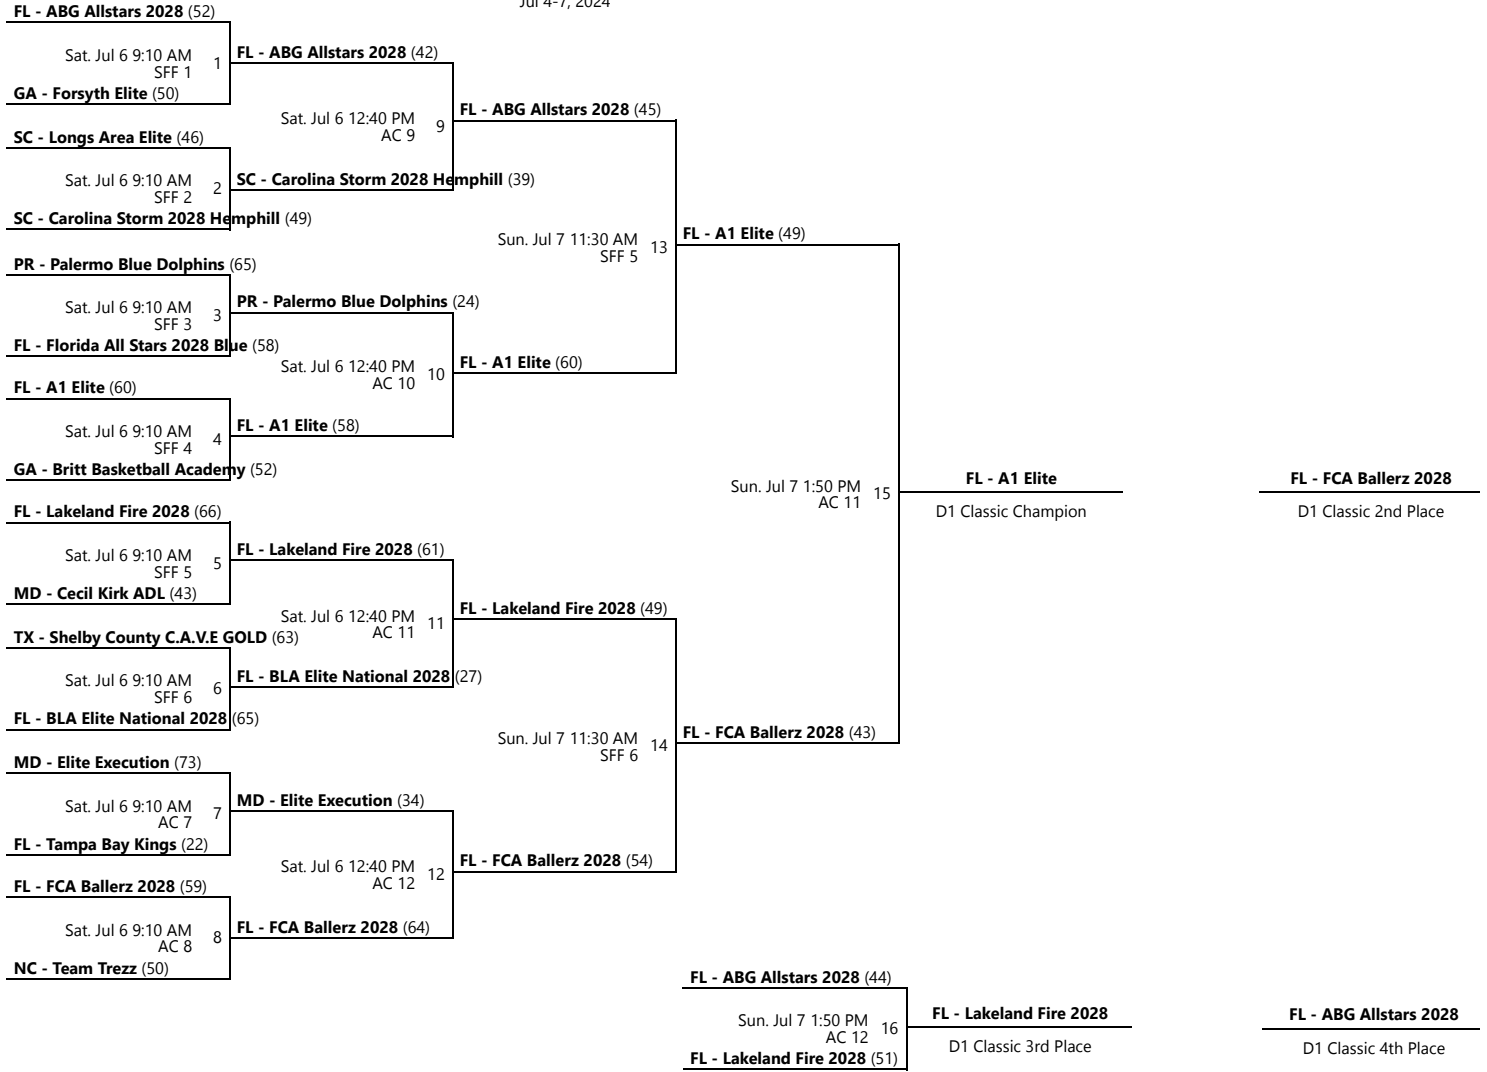 Jul 4-7, 2024
FL - ABG Allstars 2028 (52)
Sat. Jul 6 9:10 AM
SFF 1
1
GA - Forsyth Elite (50)
SC - Longs Area Elite (46)
Sat. Jul 6 9:10 AM
SFF 2
2
SC - Carolina Storm 2028 Hemphill (49)
PR - Palermo Blue Dolphins (65)
Sat. Jul 6 9:10 AM
SFF 3
3
FL - Florida All Stars 2028 Blue (58)
FL - A1 Elite (60)
Sat. Jul 6 9:10 AM
SFF 4
4
GA - Britt Basketball Academy (52)
FL - Lakeland Fire 2028 (66)
Sat. Jul 6 9:10 AM
SFF 5
5
MD - Cecil Kirk ADL (43)
TX - Shelby County C.A.V.E GOLD (63)
Sat. Jul 6 9:10 AM
SFF 6
6
FL - BLA Elite National 2028 (65)
MD - Elite Execution (73)
Sat. Jul 6 9:10 AM
AC 7
7
FL - Tampa Bay Kings (22)
FL - FCA Ballerz 2028 (59)
Sat. Jul 6 9:10 AM
AC 8
8
NC - Team Trezz (50)
FL - ABG Allstars 2028 (42)
Sat. Jul 6 12:40 PM
AC 9
9
SC - Carolina Storm 2028 Hemphill (39)
PR - Palermo Blue Dolphins (24)
Sat. Jul 6 12:40 PM
AC 10
10
FL - A1 Elite (58)
FL - Lakeland Fire 2028 (61)
Sat. Jul 6 12:40 PM
AC 11
11
FL - BLA Elite National 2028 (27)
MD - Elite Execution (34)
Sat. Jul 6 12:40 PM
AC 12
12
FL - FCA Ballerz 2028 (64)
FL - ABG Allstars 2028 (45)
Sun. Jul 7 11:30 AM
SFF 5
13
FL - A1 Elite (60)
FL - Lakeland Fire 2028 (49)
Sun. Jul 7 11:30 AM
SFF 6
14
FL - FCA Ballerz 2028 (54)
FL - A1 Elite (49)
Sun. Jul 7 1:50 PM
AC 11
15
FL - FCA Ballerz 2028 (43)
FL - A1 Elite
D1 Classic Champion
FL - FCA Ballerz 2028
D1 Classic 2nd Place
FL - ABG Allstars 2028 (44)
Sun. Jul 7 1:50 PM
AC 12
16
FL - Lakeland Fire 2028 (51)
FL - Lakeland Fire 2028
D1 Classic 3rd Place
FL - ABG Allstars 2028
D1 Classic 4th Place